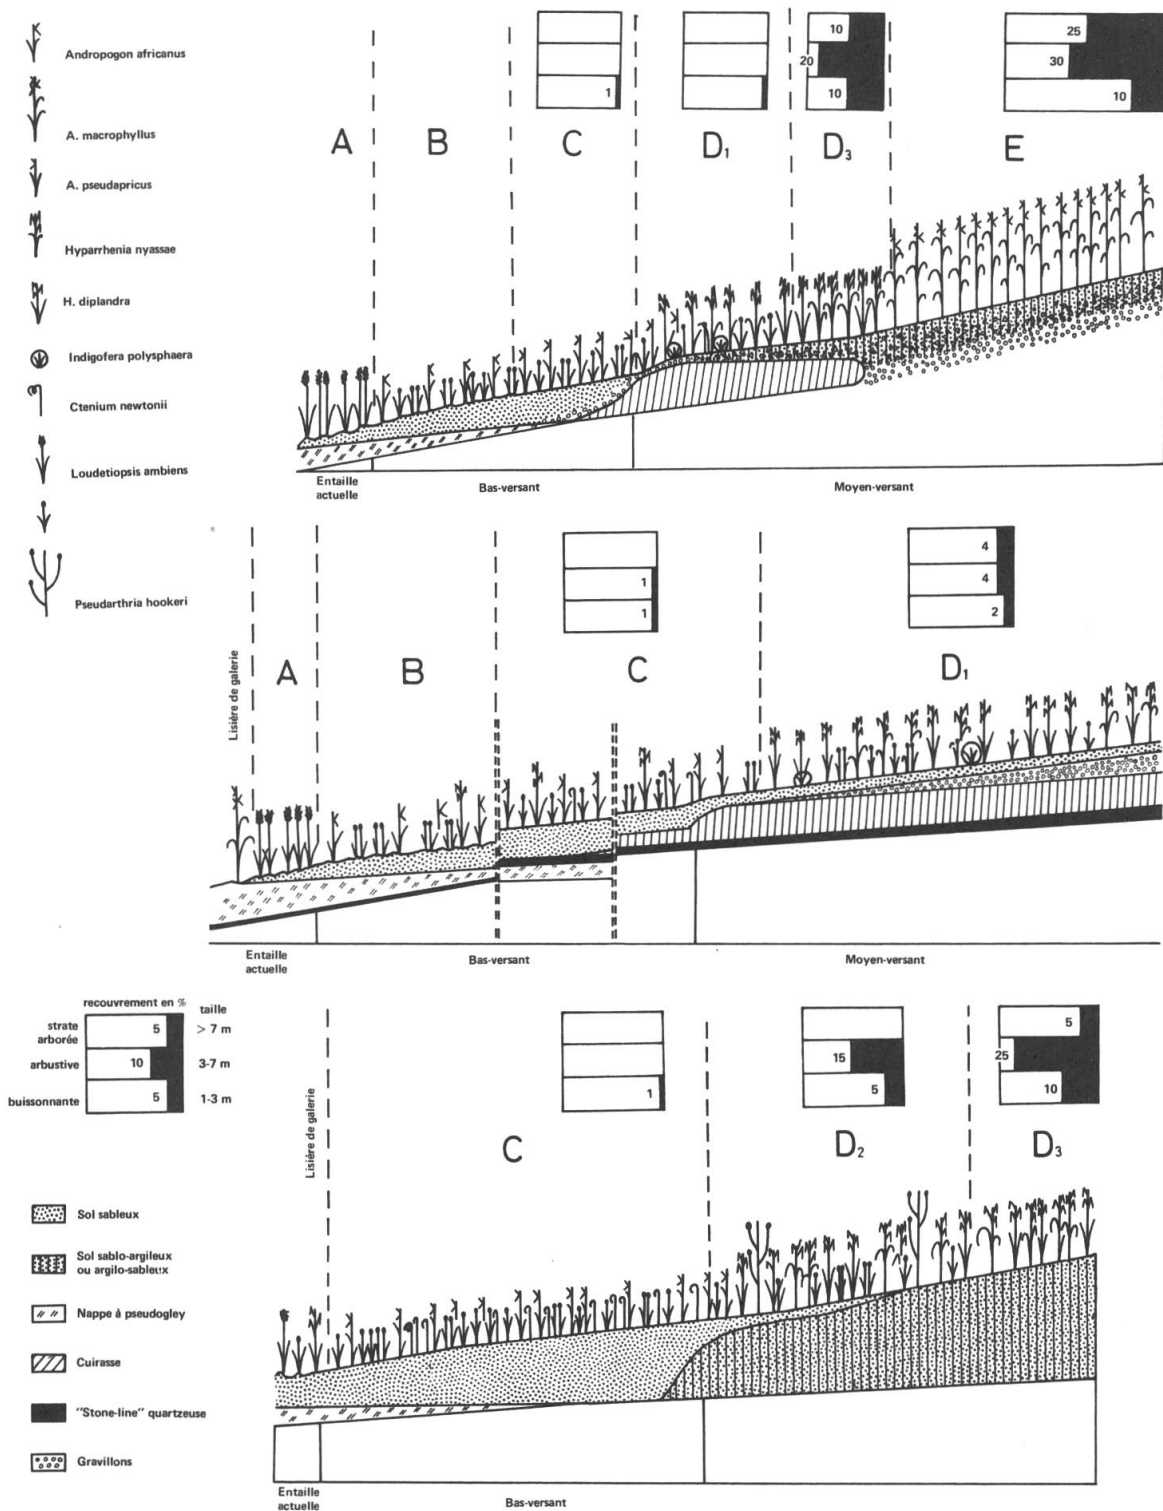 Andropogon africanus
A. macrophyllus
A. pseudapricus
Hyparrhenia nyassae
H. diplandra
Indigofera polysphaera
Ctenium newtonii
Loudetiopsis ambiens
Pseudarthria hookeri
10
25
20
30
1
10
10
A
B
C
D1
D3
E
Entaille
actuelle
Bas-versant
Moyen-versant
1
1
4
4
2
Lisière de galerie
A
B
C
D1
Entaille
actuelle
Bas-versant
Moyen-versant
recouvrement en %
taille
strate
arborée
5
> 7 m
arbustive
10
3-7 m
buissonnante
5
1-3 m
Lisière de galerie
1
15
5
5
25
10
C
D2
D3
Sol sableux
Sol sablo-argileux
ou argilo-sableux
Nappe à pseudogley
Cuirasse
"Stone-line" quartzeuse
Gravillons
Entaille
actuelle
Bas-versant